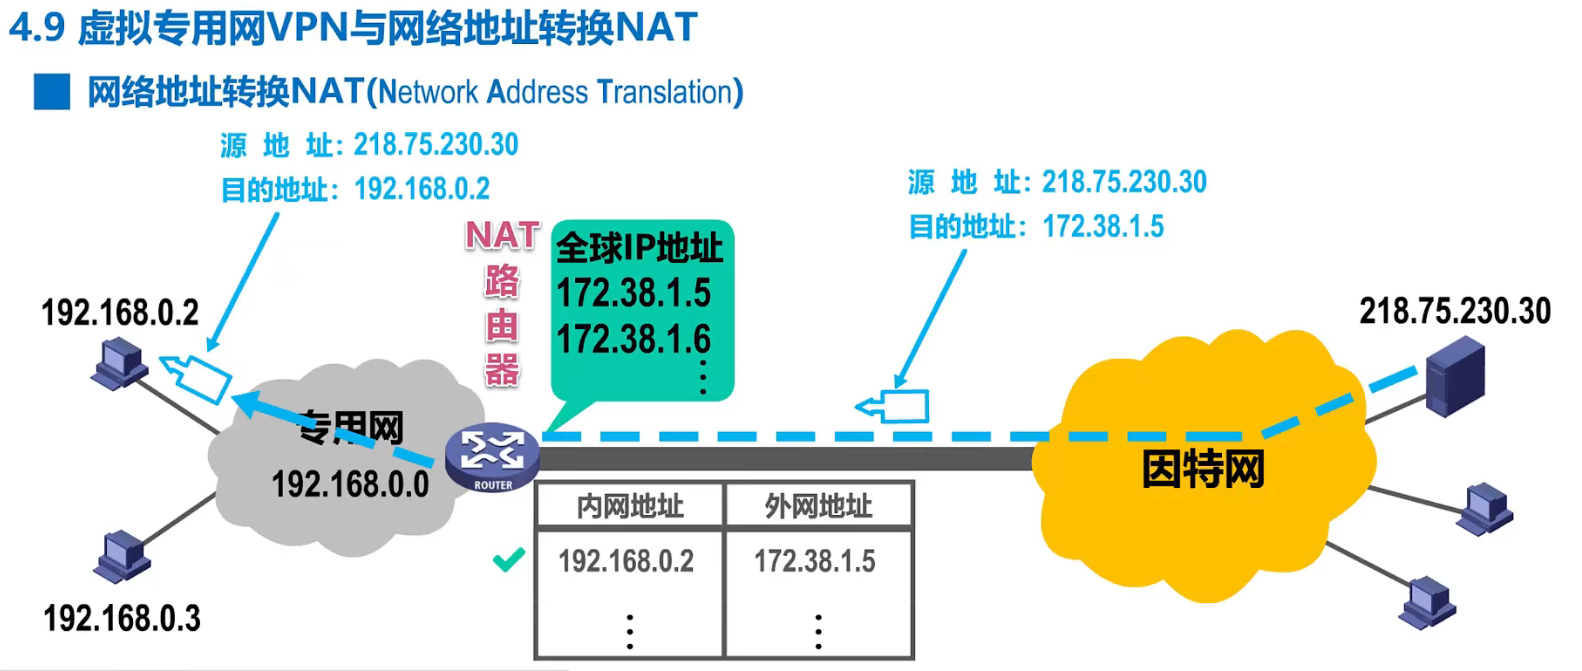 4.9 虚拟专用网VPN与网络地址转换NAT
网络地址转换NAT(Network Address Translation)
源 地 址：218.75.230.30
目的地址：192.168.0.2
源 地 址：218.75.230.30
目的地址：172.38.1.5
NAT
路
由
器
全球IP地址
172.38.1.5
172.38.1.6
⋮
192.168.0.2
218.75.230.30
专用网
192.168.0.0
ROUTER
因特网
内网地址 外网地址
192.168.0.2 172.38.1.5
⋮ ⋮
192.168.0.3